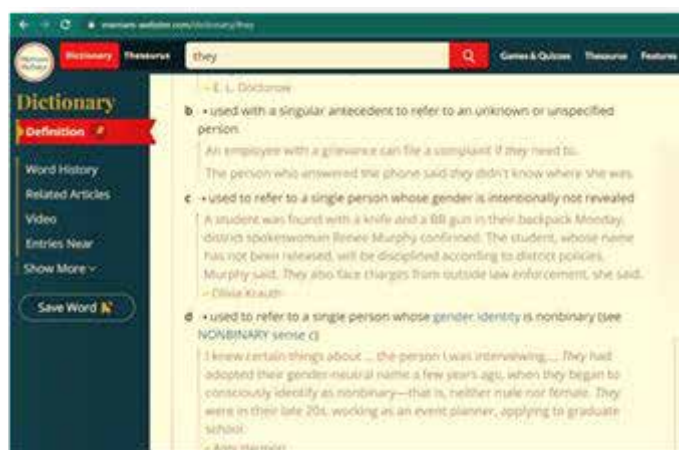 merriam-webster.com/dictionary/they
Merriam
Webster
Dictionary
Thesaurus
they
Games & Quizzes
Thesaurus
Features
Dictionary
Definition
Word History
Related Articles
Video
Entries Near
Show More
Save Word
– E. L. Doctorow
b • used with a singular antecedent to refer to an unknown or unspecified
person
An employee with a grievance can file a complaint if they need to.
The person who answered the phone said they didn't know where she was.
c • used to refer to a single person whose gender is intentionally not revealed
A student was found with a knife and a BB gun in their backpack Monday,
district spokeswoman Renee Murphy confirmed. The student, whose name
has not been released, will be disciplined according to district policies,
Murphy said. They also face charges from outside law enforcement, she said.
– Olivia Krauth
d • used to refer to a single person whose gender identity is nonbinary (see
NONBINARY sense c)
I knew certain things about … the person I was interviewing.… They had
adopted their gender-neutral name a few years ago, when they began to
consciously identify as nonbinary—that is, neither male nor female. They
were in their late 20s, working as an event planner, applying to graduate
school.
– Amy Harmon